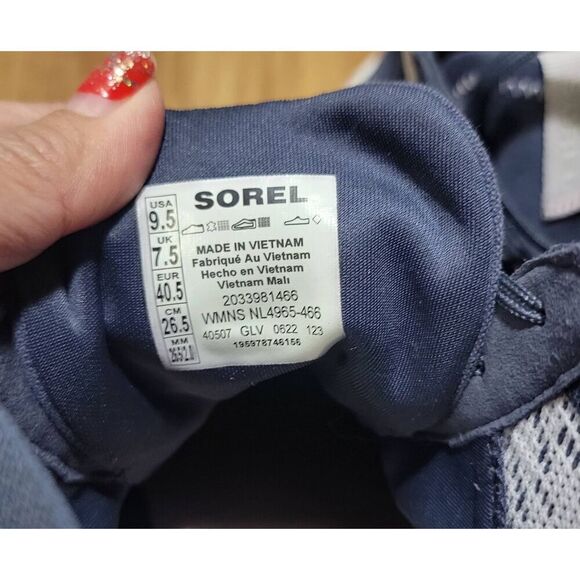 SOREL
USA
9.5
UK
7.5
EUR
40.5
CM
26.5
MM
MADE IN VIETNAM
Fabriqué Au Vietnam
Hecho en Vietnam
Vietnam Malı
2033981466
WMNS NL4965-466
40507 GLV 0622 123
195978746156